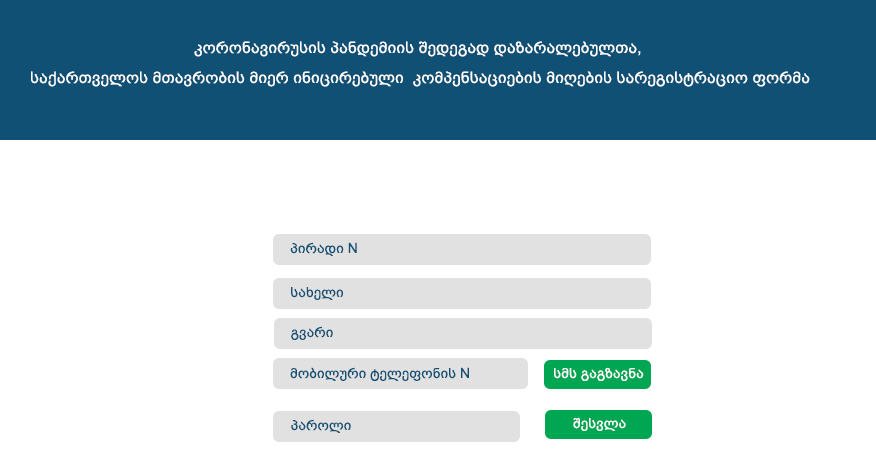 კორონავირუსის პანდემიის შედეგად დაზარალებულთა,
საქართველოს მთავრობის მიერ ინიცირებული კომპენსაციების მიღების სარეგისტრაციო ფორმა
პირადი N
სახელი
გვარი
მობილური ტელეფონის N
სმს გაგზავნა
პაროლი
შესვლა